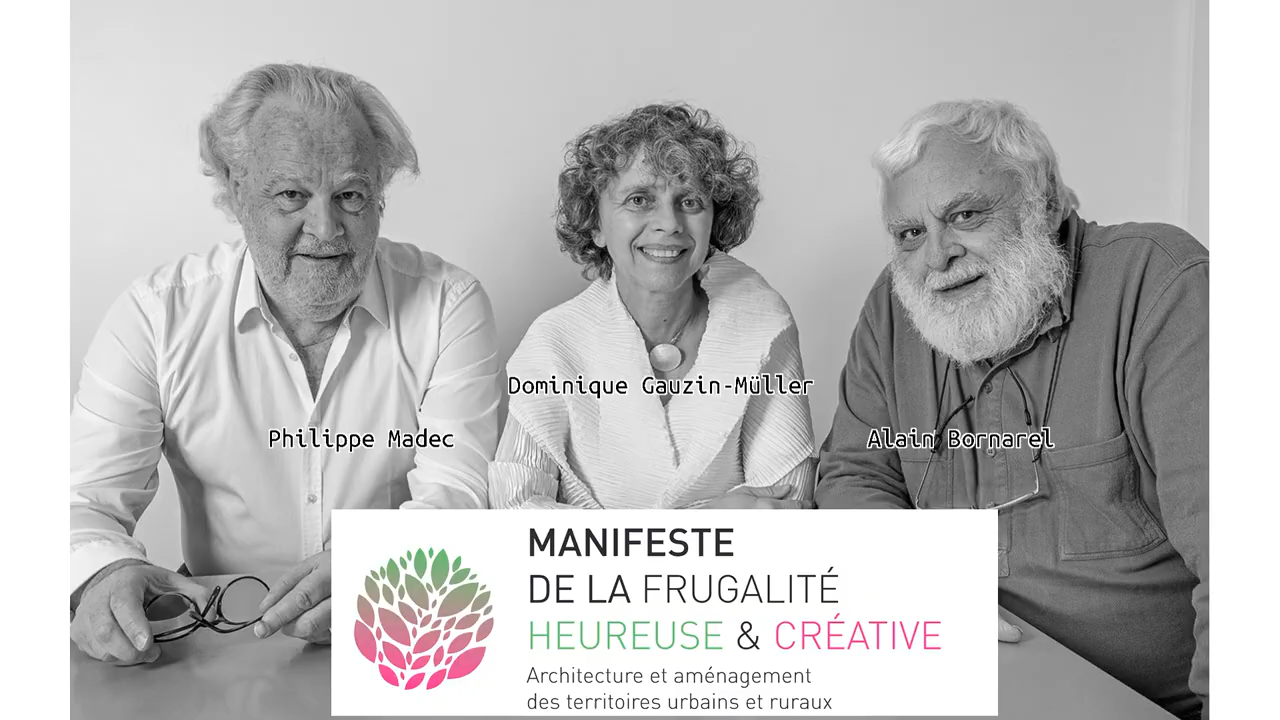 Dominique Gauzin-Müller
Philippe Madec
Alain Bornarel
MANIFESTE
DE LA FRUGALITÉ
HEUREUSE & CRÉATIVE
Architecture et aménagement
des territoires urbains et ruraux